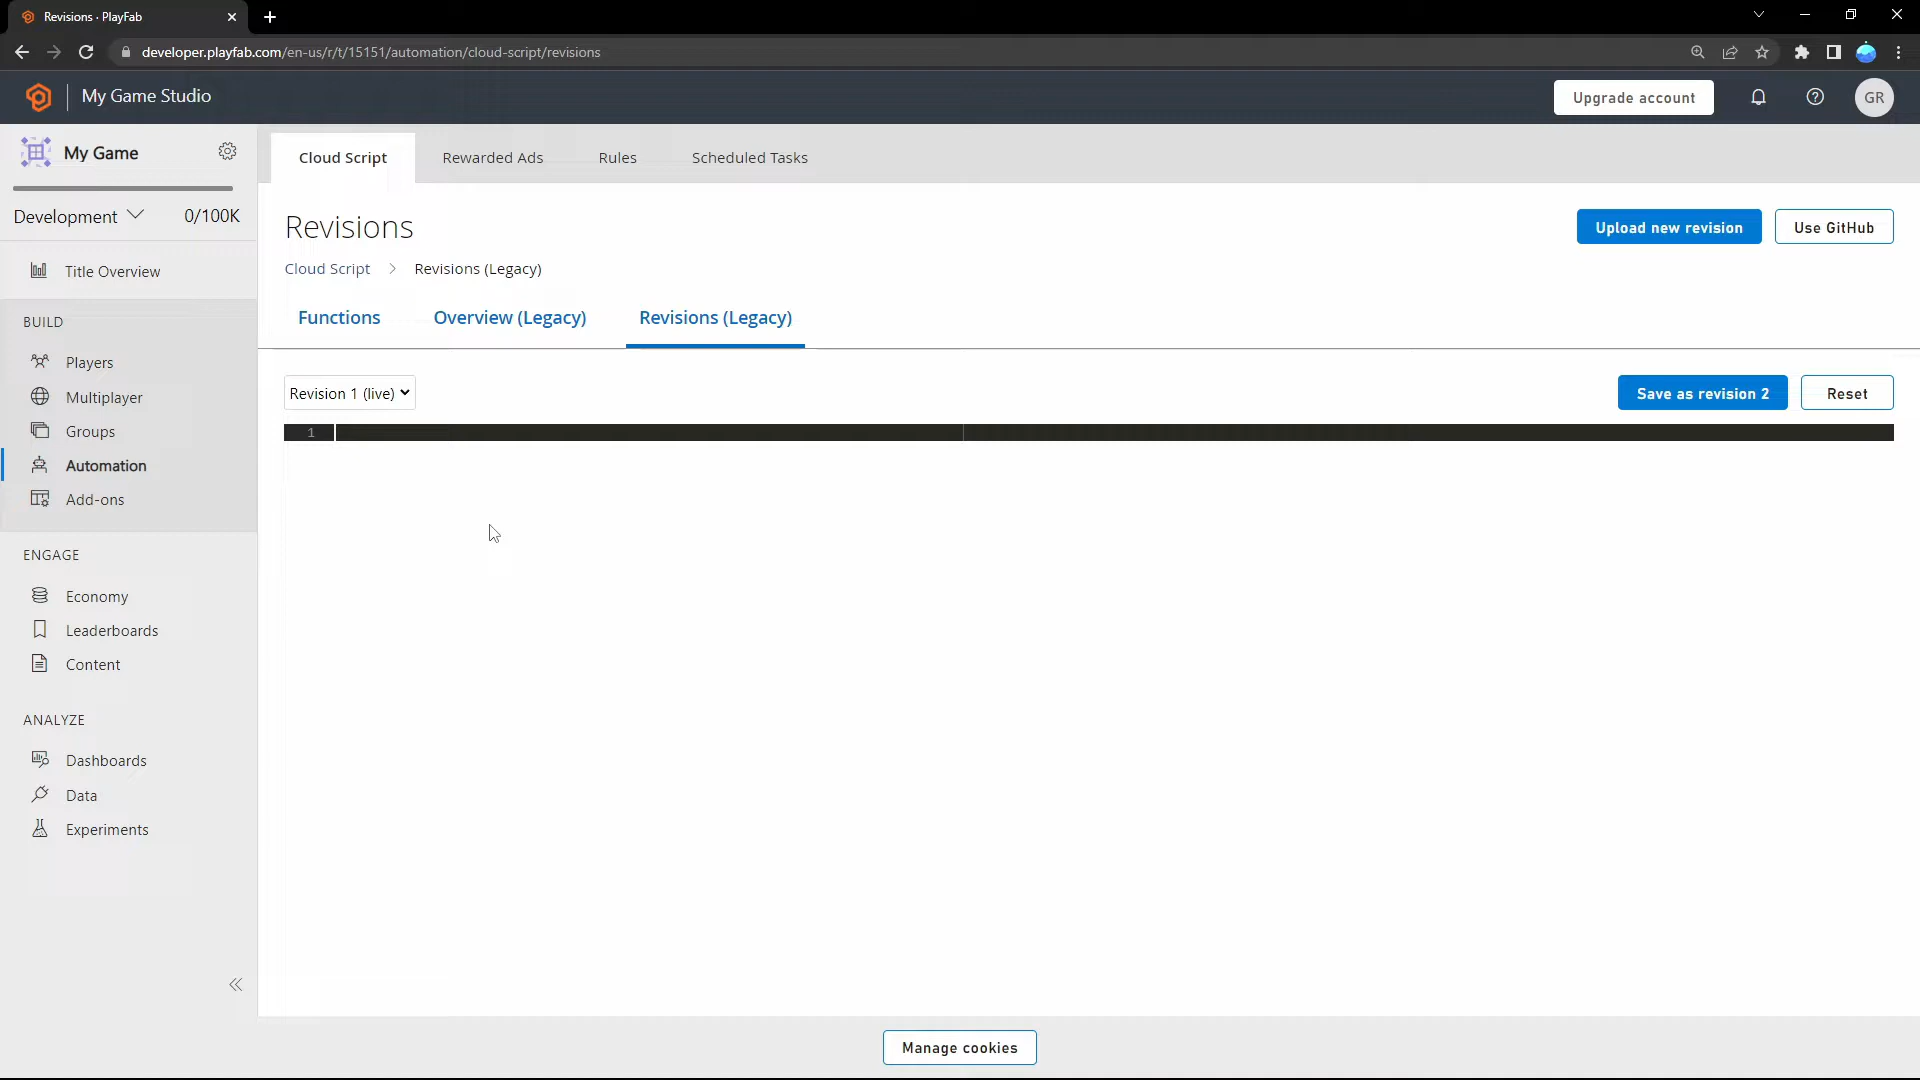 Revisions · PlayFab
developer.playfab.com/en-us/r/t/15151/automation/cloud-script/revisions
My Game Studio
Upgrade account
GR
My Game
Development
0/100K
Title Overview
BUILD
Players
Multiplayer
Groups
Automation
Add-ons
ENGAGE
Economy
Leaderboards
Content
ANALYZE
Dashboards
Data
Experiments
Cloud Script
Rewarded Ads
Rules
Scheduled Tasks
Revisions
Upload new revision
Use GitHub
Cloud Script > Revisions (Legacy)
Functions
Overview (Legacy)
Revisions (Legacy)
Revision 1 (live)
Save as revision 2
Reset
1
Manage cookies